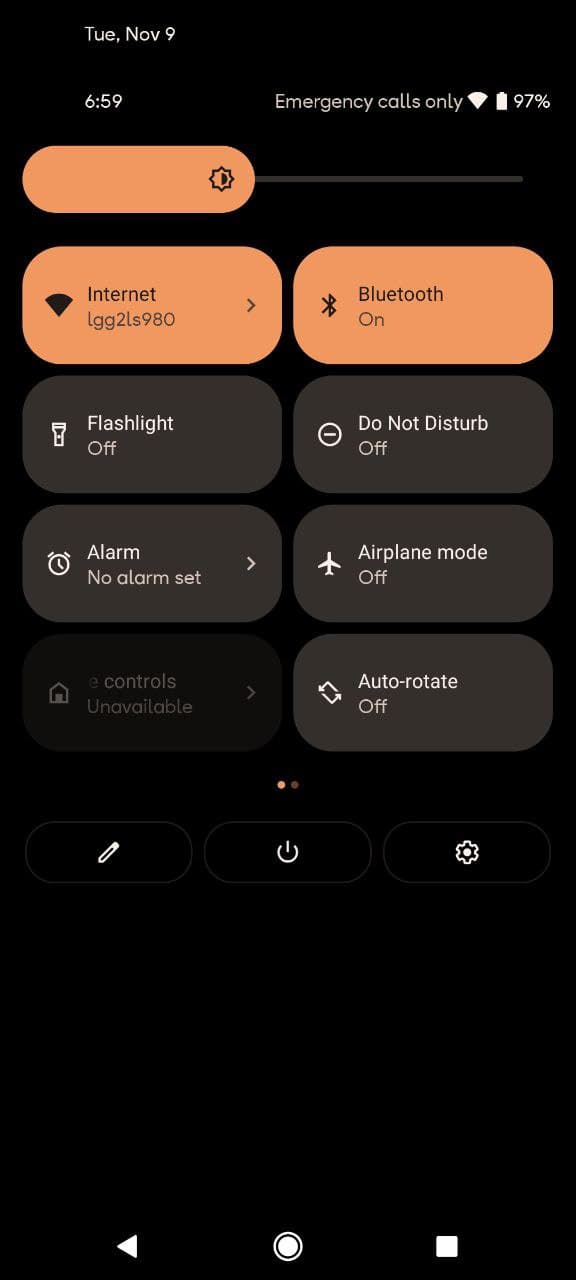 Tue, Nov 9
6:59
Emergency calls only 97%
Internet
lgg2ls980
Bluetooth
On
Flashlight
Off
Do Not Disturb
Off
Alarm
No alarm set
Airplane mode
Off
e controls
Unavailable
Auto-rotate
Off